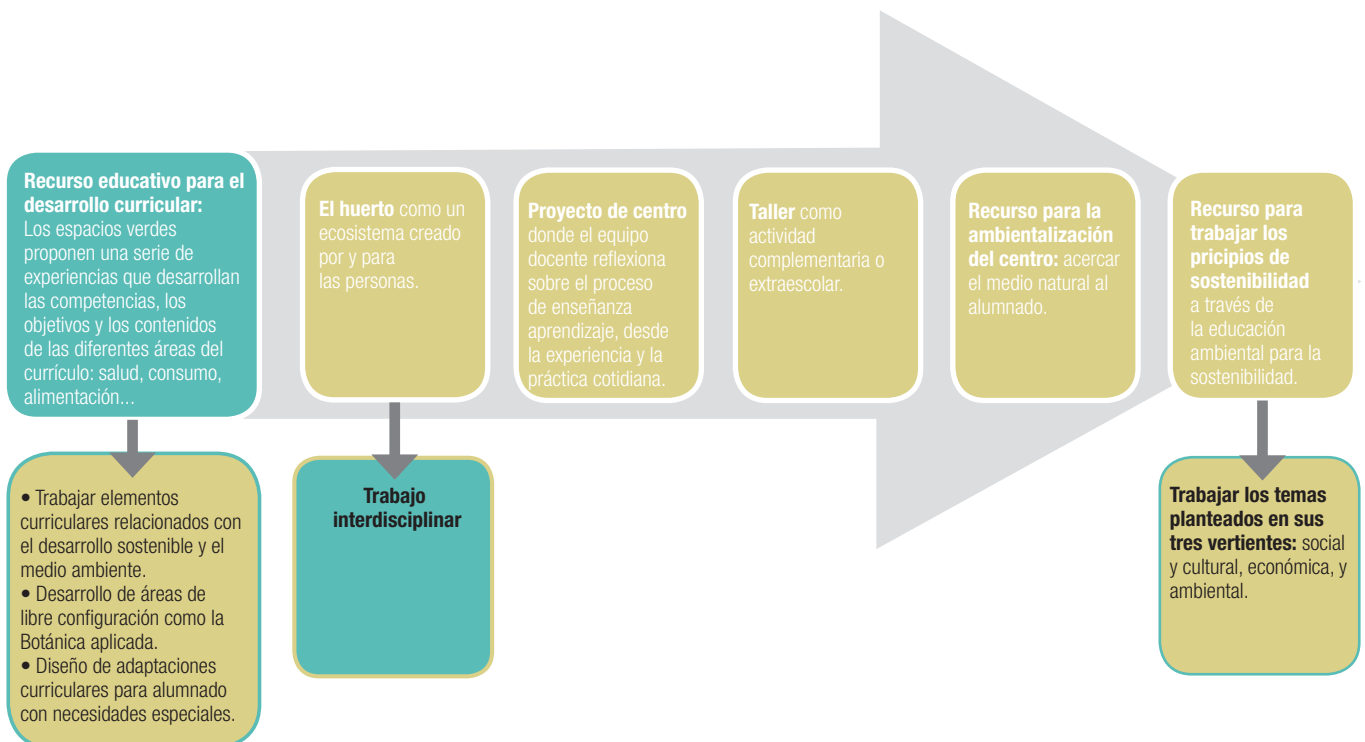 Recurso educativo para el
desarrollo curricular:
Los espacios verdes
proponen una serie de
experiencias que desarrollan
las competencias, los
objetivos y los contenidos
de las diferentes áreas del
currículo: salud, consumo,
alimentación...
El huerto como un
ecosistema creado
por y para
las personas.
Proyecto de centro
donde el equipo
docente reflexiona
sobre el proceso
de enseñanza
aprendizaje, desde
la experiencia y la
práctica cotidiana.
Taller como
actividad
complementaria o
extraescolar.
Recurso para la
ambientalización
del centro: acercar
el medio natural al
alumnado.
Recurso para
trabajar los
pricipios de
sostenibilidad
a través de
la educación
ambiental para la
sostenibilidad.
• Trabajar elementos
curriculares relacionados con
el desarrollo sostenible y el
medio ambiente.
• Desarrollo de áreas de
libre configuración como la
Botánica aplicada.
• Diseño de adaptaciones
curriculares para alumnado
con necesidades especiales.
Trabajo
interdisciplinar
Trabajar los temas
planteados en sus
tres vertientes: social
y cultural, económica, y
ambiental.